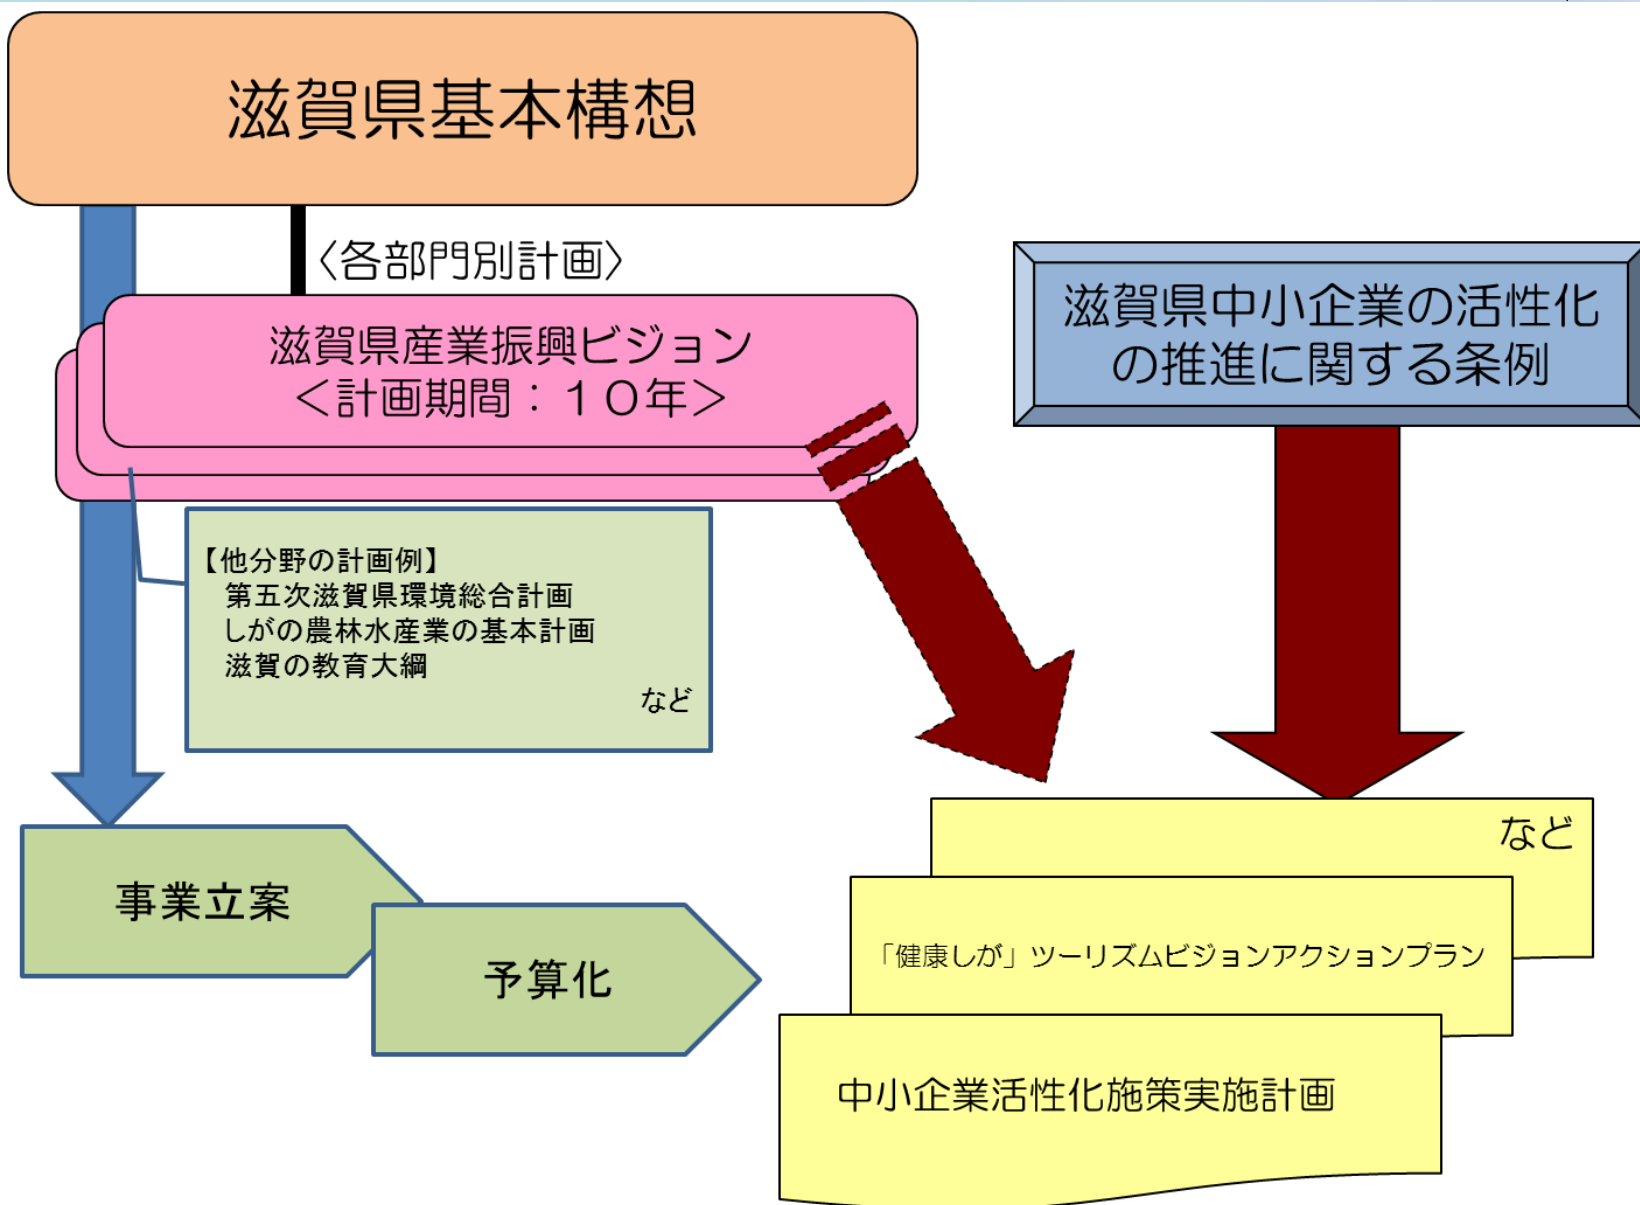 滋賀県基本構想
〈各部門別計画〉
滋賀県産業振興ビジョン
＜計画期間：１０年＞
滋賀県中小企業の活性化
の推進に関する条例
【他分野の計画例】
第五次滋賀県環境総合計画
しがの農林水産業の基本計画
滋賀の教育大綱
など
事業立案
予算化
など
「健康しが」ツーリズムビジョンアクションプラン
中小企業活性化施策実施計画